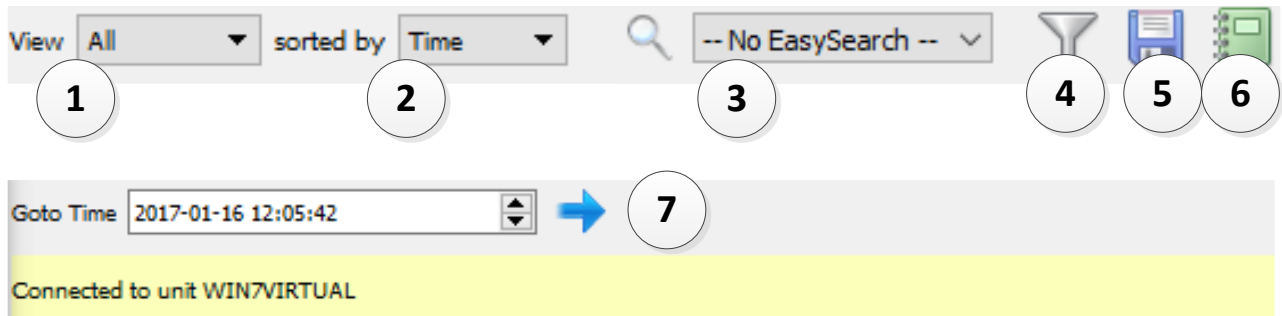 View All sorted by Time -- No EasySearch --
1 2 3 4 5 6
Goto Time 2017-01-16 12:05:42 7
Connected to unit WIN7VIRTUAL